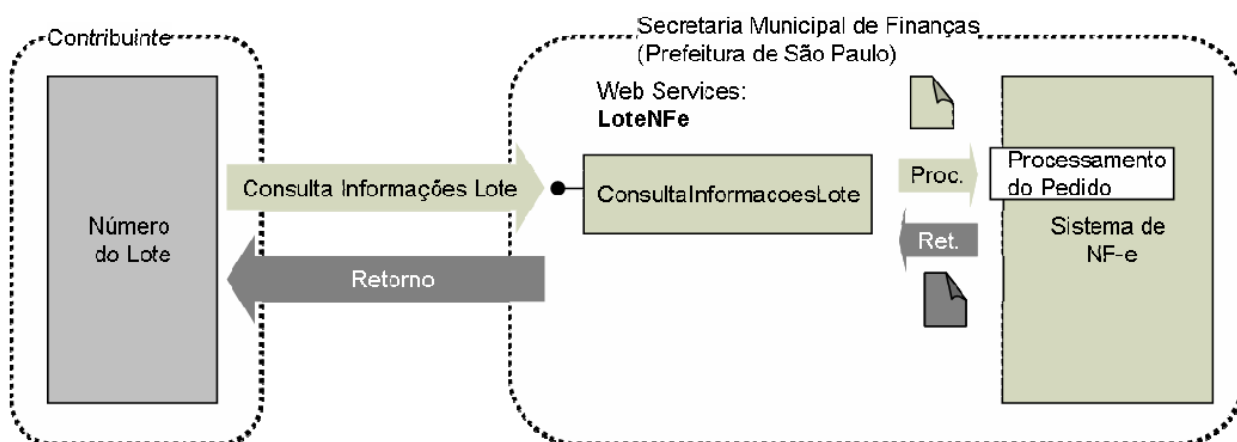 Contribuinte
Secretaria Municipal de Finanças
(Prefeitura de São Paulo)
Web Services:
LoteNFe
Consulta Informações Lote
ConsultaInformacoesLote
Proc.
Processamento
do Pedido
Número
do Lote
Retorno
Ret.
Sistema de
NF-e